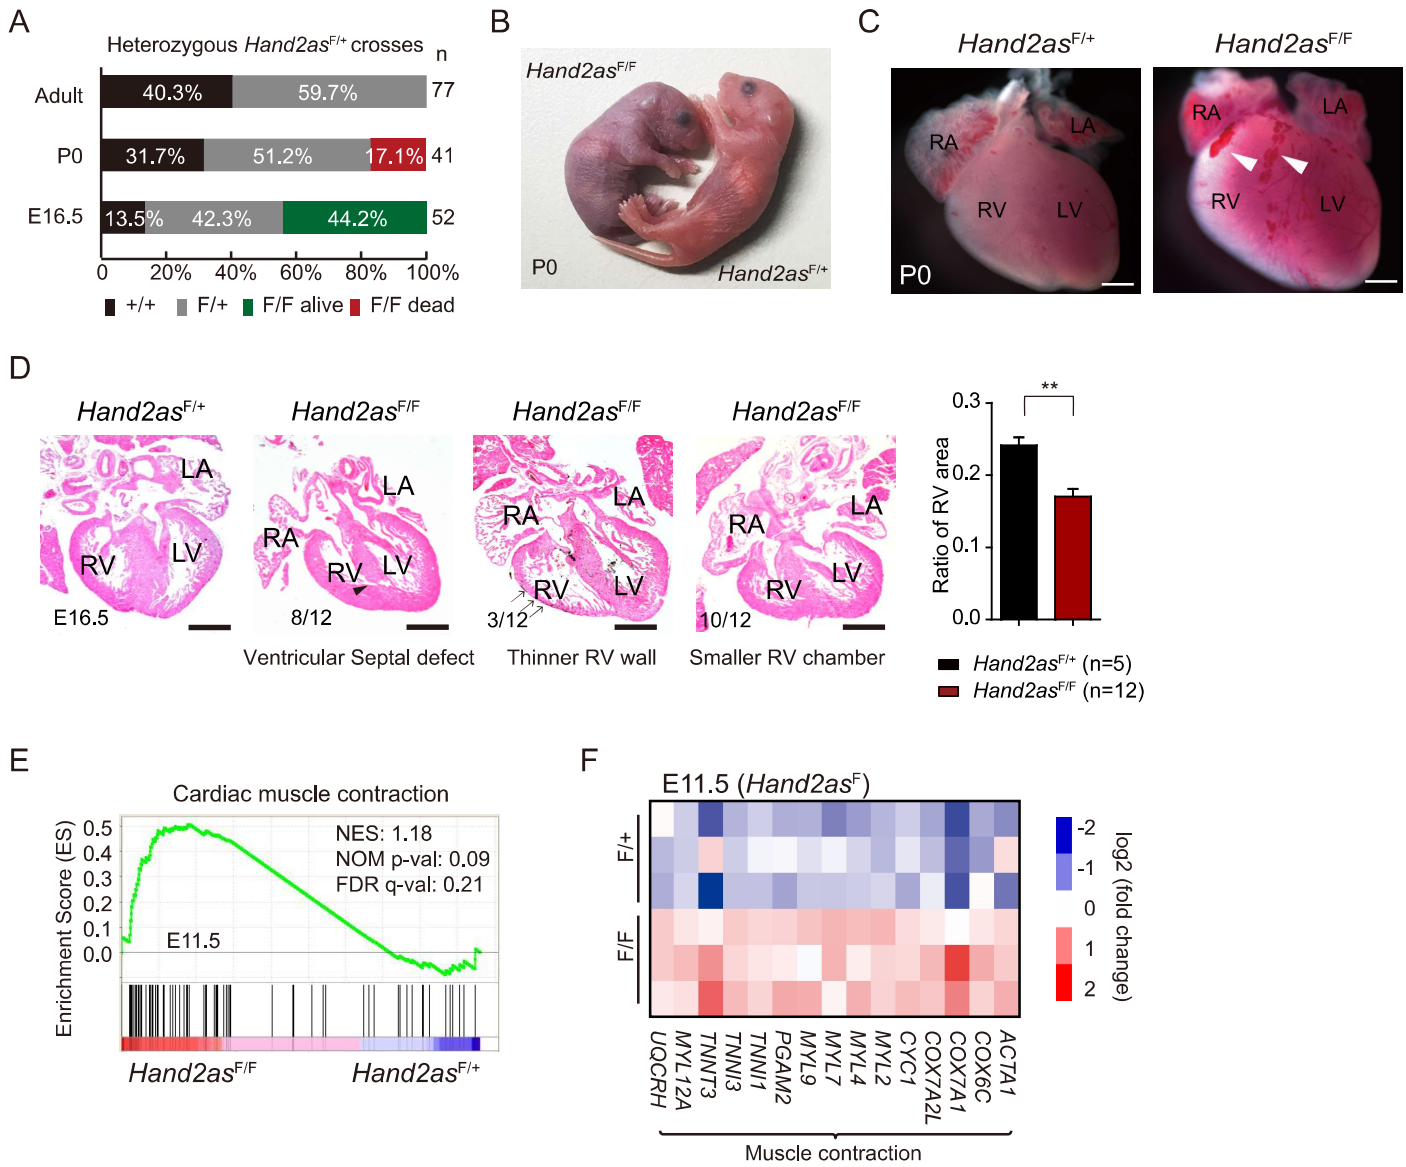 A
Heterozygous Hand2asF/+ crosses
n
Adult
40.3%
59.7%
77
P0
31.7%
51.2%
17.1%
41
E16.5
13.5%
42.3%
44.2%
52
0
20%
40%
60%
80%
100%
+/+
F/+
F/F alive
F/F dead
B
Hand2asF/F
P0
Hand2asF/+
C
Hand2asF/+
Hand2asF/F
RA
LA
RV
LV
P0
RA
LA
RV
LV
D
Hand2asF/+
Hand2asF/F
Hand2asF/F
Hand2asF/F
LA
RV
LV
E16.5
LA
RA
RV
LV
8/12
LA
RA
RV
LV
3/12
LA
RA
RV
LV
10/12
Ventricular Septal defect
Thinner RV wall
Smaller RV chamber
**
Ratio of RV area
0.3
0.2
0.1
0.0
Hand2asF/+ (n=5)
Hand2asF/F (n=12)
E
Cardiac muscle contraction
Enrichment Score (ES)
0.5
0.4
0.3
0.2
0.1
0.0
NES: 1.18
NOM p-val: 0.09
FDR q-val: 0.21
E11.5
Hand2asF/F
Hand2asF/+
F
E11.5 (Hand2asF)
F/+
F/F
-2
-1
0
1
2
log2 (fold change)
UQCRH
MYL12A
TNNT3
TNNI3
TNNI1
PGAM2
MYL9
MYL7
MYL4
MYL2
CYC1
COX7A2L
COX7A1
COX6C
ACTA1
Muscle contraction